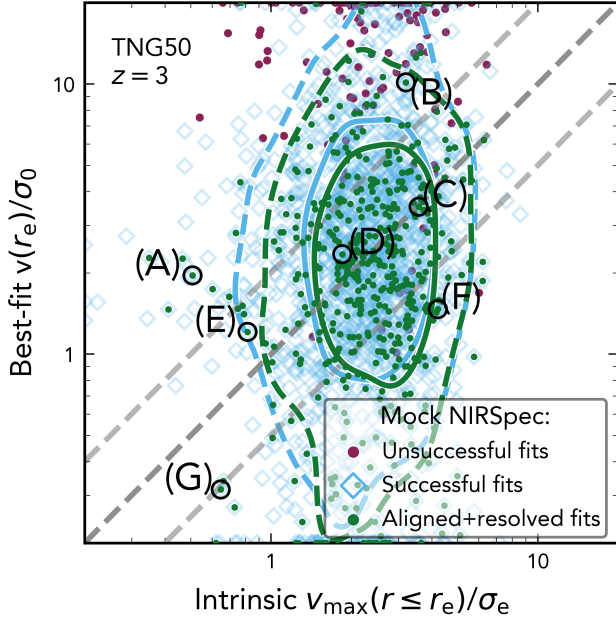 TNG50
z = 3
10
1
Best-fit v(rₑ)/σ₀
(A)
(B)
(C)
(D)
(E)
(F)
(G)
Mock NIRSpec:
Unsuccessful fits
Successful fits
Aligned+resolved fits
1
10
Intrinsic v_max(r ≤ rₑ)/σₑ